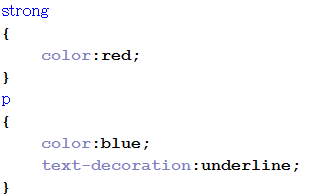 strong
{
    color:red;
}
p
{
    color:blue;
    text-decoration:underline;
}